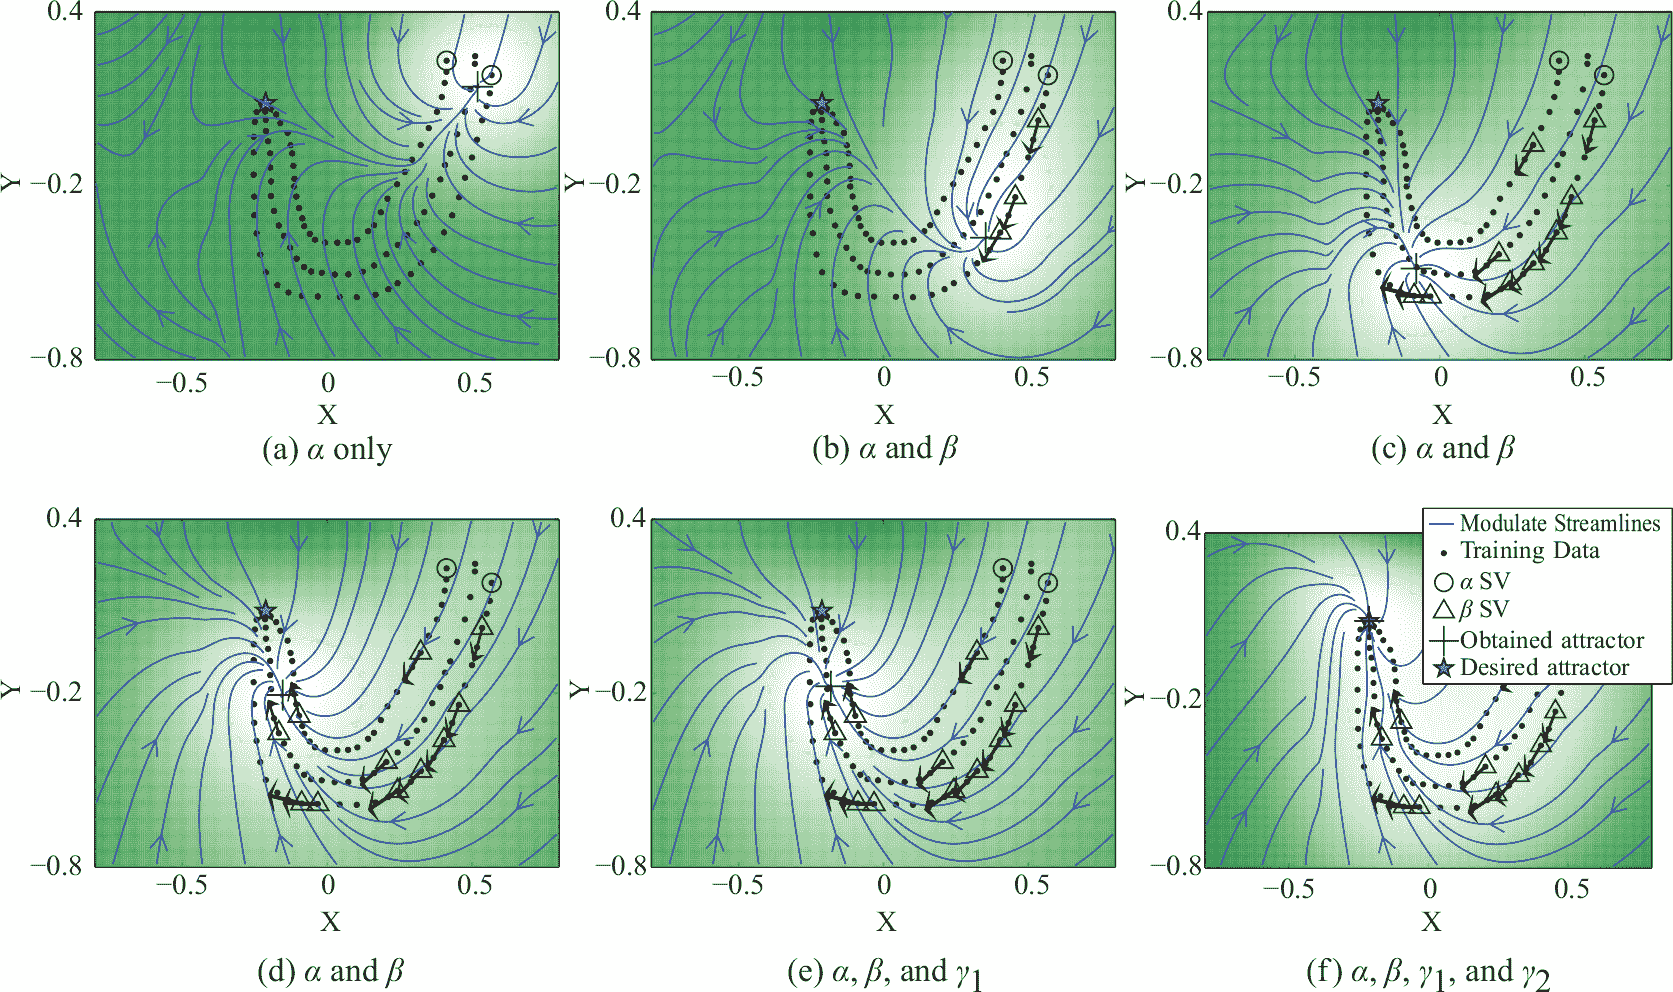 0.4
Y
−0.2
−0.8
−0.5 0 0.5
X
(a) α only
0.4
Y
−0.2
−0.8
−0.5 0 0.5
X
(b) α and β
0.4
Y
−0.2
−0.8
−0.5 0 0.5
X
(c) α and β
0.4
Y
−0.2
−0.8
−0.5 0 0.5
X
(d) α and β
0.4
Y
−0.2
−0.8
−0.5 0 0.5
X
(e) α, β, and γ1
0.4
Y
−0.2
−0.8
−0.5 0 0.5
X
(f) α, β, γ1, and γ2
Modulate Streamlines
Training Data
α SV
β SV
Obtained attractor
Desired attractor